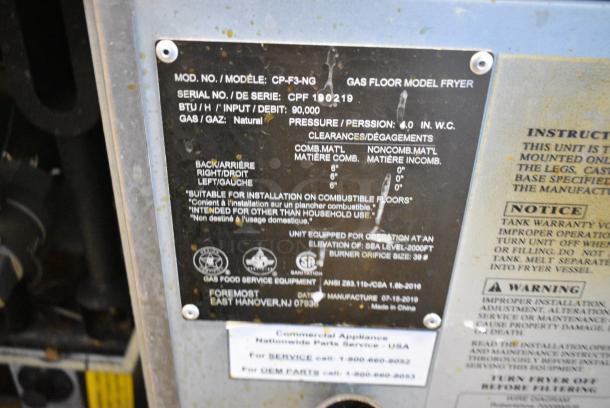 MOD. NO. / MODÈLE: CP-F3-NG GAS FLOOR MODEL FRYER
SERIAL NO. / DE SERIE: CPF 190219
BTU / H / INPUT / DEBIT: 90,000
GAS / GAZ: Natural PRESSURE / PERSSION: 4.0 IN. W.C.
CLEARANCES/DÉGAGEMENTS
COMB.MAT'L NONCOMB.MAT'L
MATIÈRE COMB. MATIÈRE INCOMB.
BACK/ARRIÈRE 6" 0"
RIGHT/DROIT 6" 0"
LEFT/GAUCHE 6" 0"
"SUITABLE FOR INSTALLATION ON COMBUSTIBLE FLOORS"
"Convient à l'installation sur un plancher combustible."
"INTENDED FOR OTHER THAN HOUSEHOLD USE."
"Non destiné à l'usage domestique."
UNIT EQUIPPED FOR OPERATION AT AN
ELEVATION OF: SEA LEVEL-2000FT
BURNER ORIFICE SIZE: 39 #
SANITATION
GAS FOOD SERVICE EQUIPMENT ANSI Z83.11b-/CSA 1.8b-2016
FOREMOST DATE MANUFACTURE 07-15-2019
EAST HANOVER,NJ 07936 Made in China
Commercial Appliance
Nationwide Parts Service - USA
For SERVICE call: 1-800-660-8052
For OEM PARTS call: 1-800-660-8053
THIS UNIT IS
MOUNTED ON
THE LEGS,
BASE SPECIFIED
THE MANUFAC
NOTICE
TANK WARRANTY VO
IMPROPER OPERATION
TURN UNIT OFF WHE
OR FILLING. DO NOT
TANK. MELT SEPARATE
INTO FRYER VESSEL.
WARNING
IMPROPER INSTALLATION,
ADJUSTMENT, ALTERATION,
SERVICE OR MAINTENANCE
CAUSE PROPERTY DAMAGE,
DEATH.
READ THE INSTALLATION,
AND MAINTENANCE INSTRUCT
THOROUGHLY BEFORE INSTAL
SERVICING THIS EQUIPMENT
TURN FRYER OFF
BEFORE FILTERING
WIRE DIAGRAM